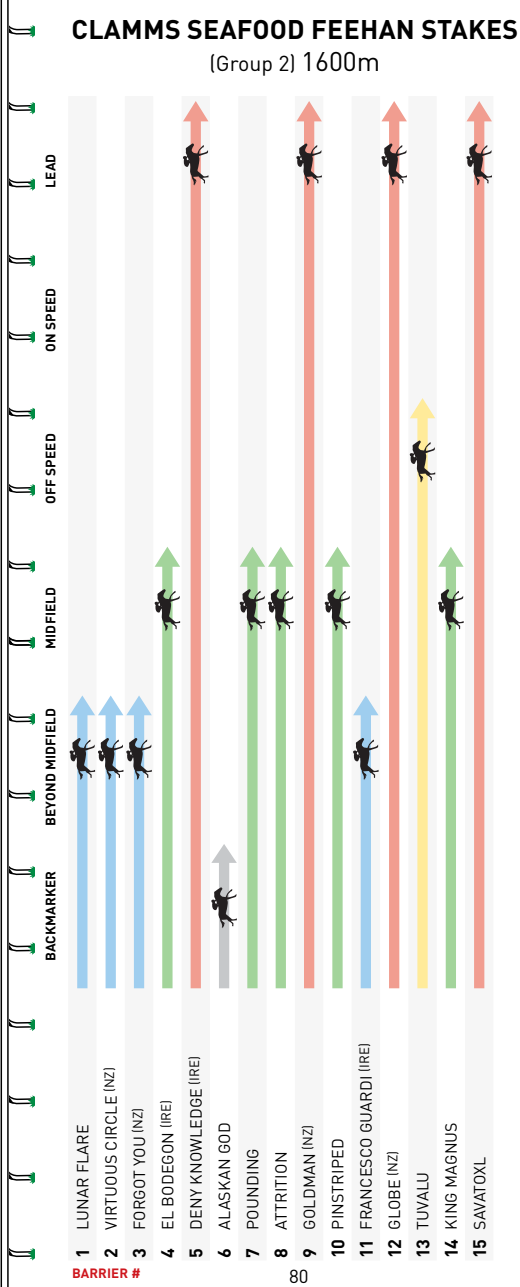 CLAMMS SEAFOOD FEEHAN STAKES
(Group 2) 1600m
LEAD
ON SPEED
OFF SPEED
MIDFIELD
BEYOND MIDFIELD
BACKMARKER
1 LUNAR FLARE
2 VIRTUOUS CIRCLE (NZ)
3 FORGOT YOU (NZ)
4 EL BODEGON (IRE)
5 DENY KNOWLEDGE (IRE)
6 ALASKAN GOD
7 POUNDING
8 ATTRITION
9 GOLDMAN (NZ)
10 PINSTRIPED
11 FRANCESCO GUARDI (IRE)
12 GLOBE (NZ)
13 TUVALU
14 KING MAGNUS
15 SAVATOXL
BARRIER #
80